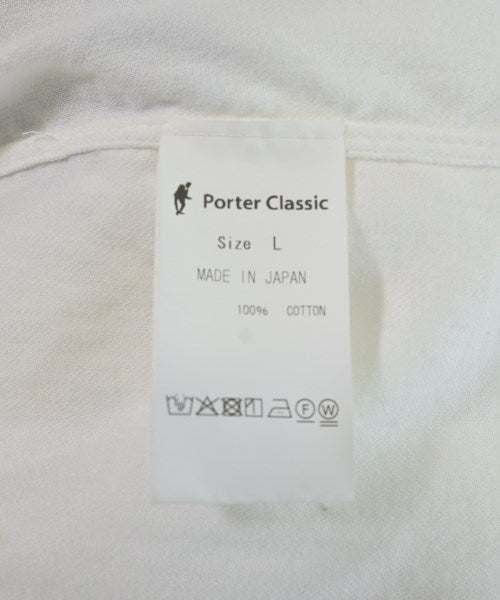 Porter Classic
Size L
MADE IN JAPAN
100% COTTON
F W